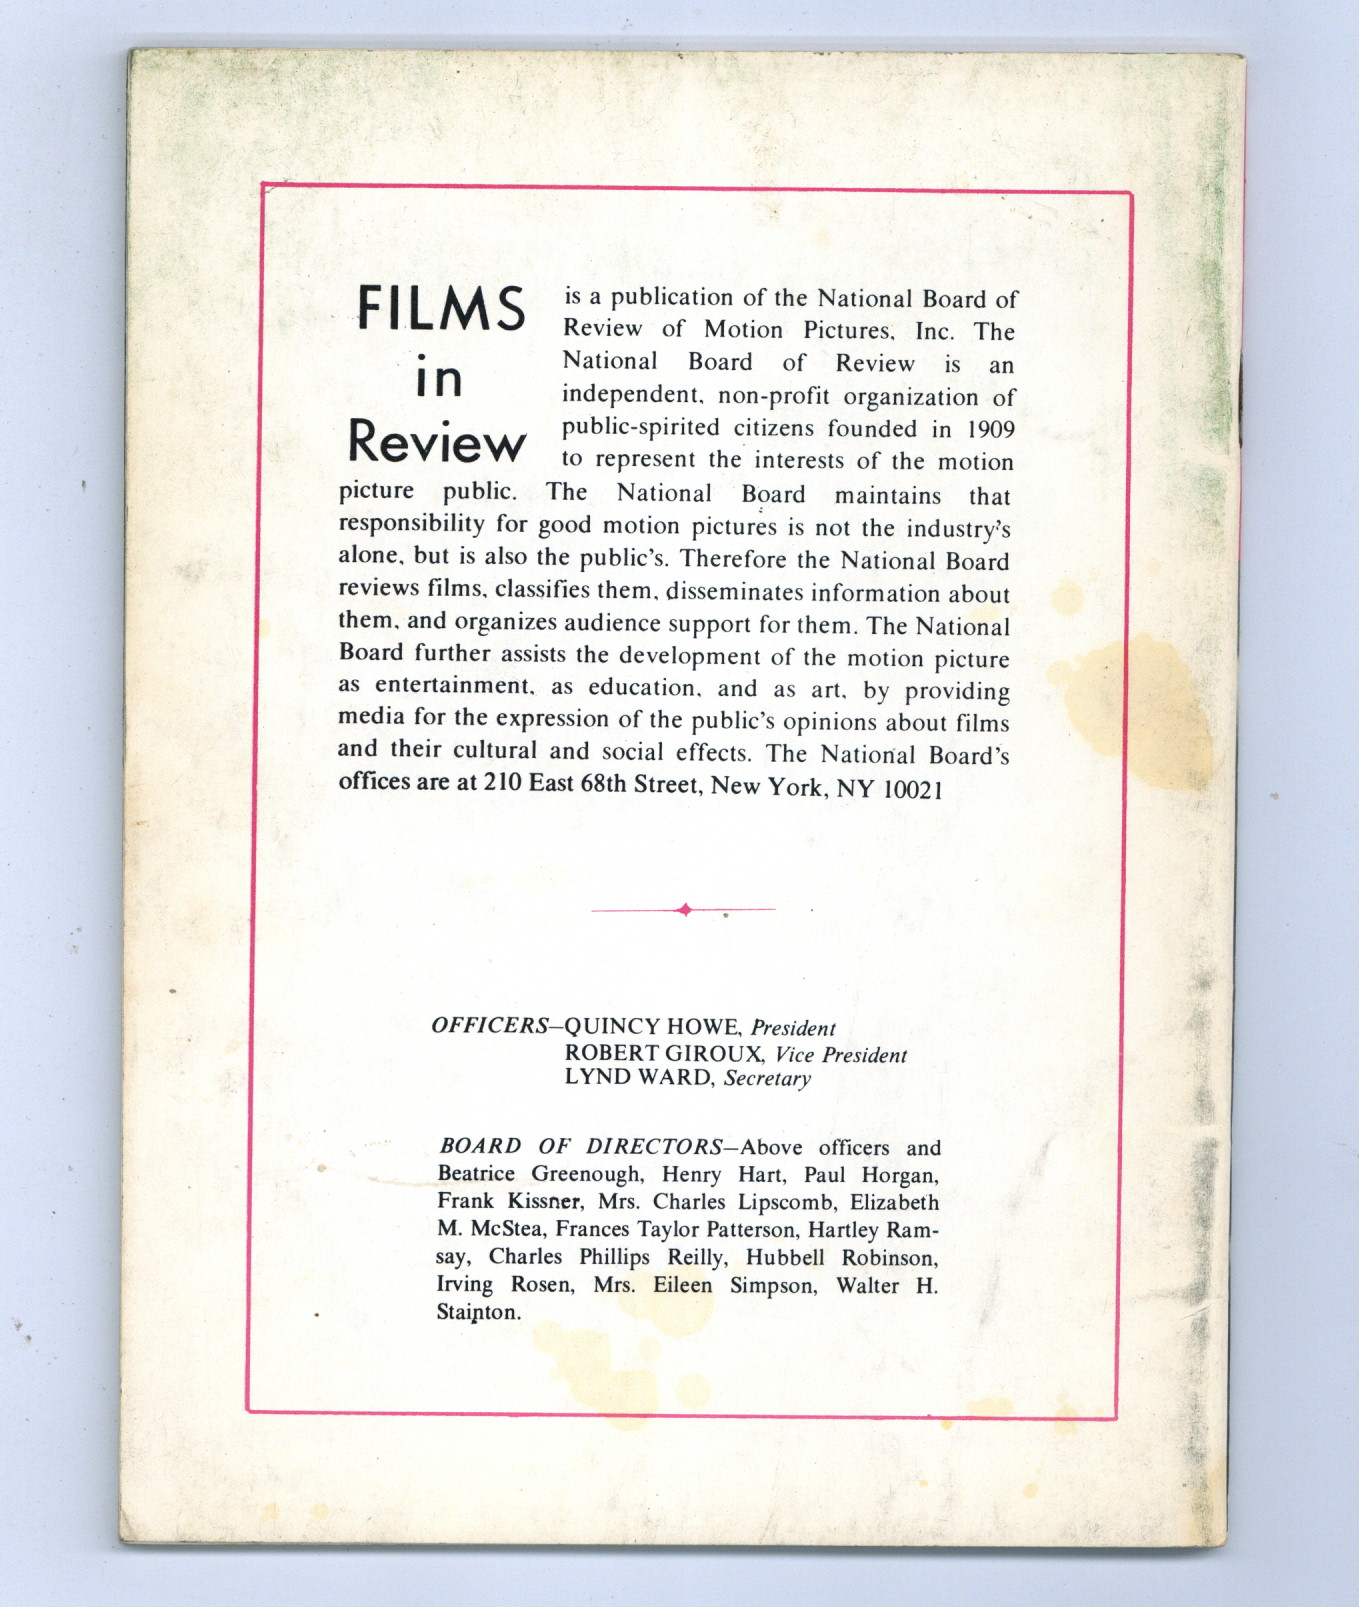 FILMS
in
Review
is a publication of the National Board of
Review of Motion Pictures, Inc. The
National Board of Review is an
independent, non-profit organization of
public-spirited citizens founded in 1909
to represent the interests of the motion
picture public. The National Board maintains that
responsibility for good motion pictures is not the industry's
alone, but is also the public's. Therefore the National Board
reviews films, classifies them, disseminates information about
them, and organizes audience support for them. The National
Board further assists the development of the motion picture
as entertainment, as education, and as art, by providing
media for the expression of the public's opinions about films
and their cultural and social effects. The National Board's
offices are at 210 East 68th Street, New York, NY 10021
OFFICERS—QUINCY HOWE, President
ROBERT GIROUX, Vice President
LYND WARD, Secretary
BOARD OF DIRECTORS—Above officers and
Beatrice Greenough, Henry Hart, Paul Horgan,
Frank Kissner, Mrs. Charles Lipscomb, Elizabeth
M. McStea, Frances Taylor Patterson, Hartley Ram-
say, Charles Phillips Reilly, Hubbell Robinson,
Irving Rosen, Mrs. Eileen Simpson, Walter H.
Stainton.